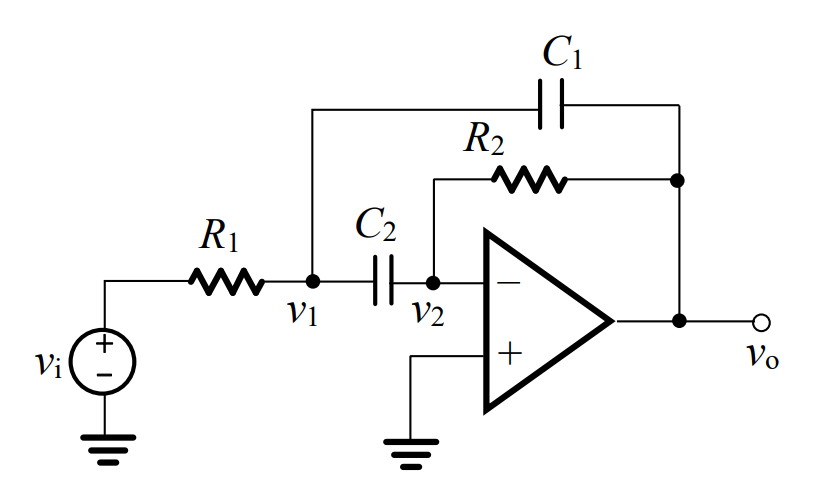 C1
R2
R1
C2
v1
v2
−
+
vi
+
−
vo